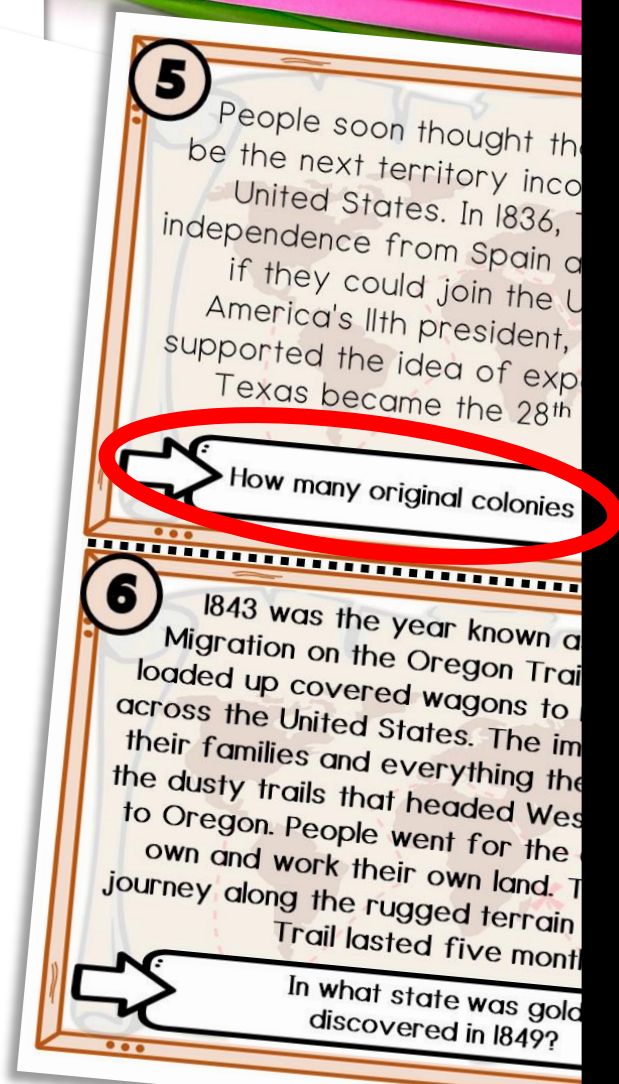 5
People soon thought th
be the next territory inco
United States. In 1836,
independence from Spain a
if they could join the U
America's 11th president,
supported the idea of exp
Texas became the 28th
How many original colonies
6
1843 was the year known a
Migration on the Oregon Trai
loaded up covered wagons to
across the United States. The im
their families and everything the
the dusty trails that headed Wes
to Oregon. People went for the
own and work their own land. T
journey along the rugged terrain
Trail lasted five mont
In what state was gold
discovered in 1849?